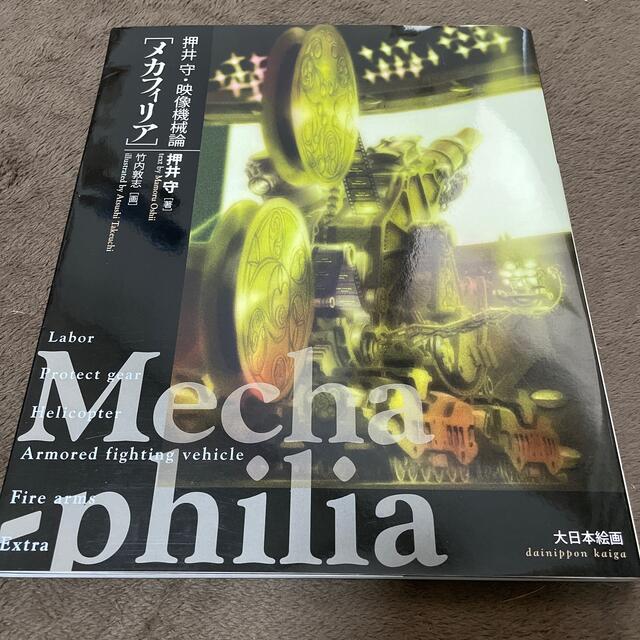 押井 守・映像機械論
［メカフィリア］
押井守［著］
text by Mamoru Oshii
竹内敦志［画］
illustrated by Atsushi Takeuchi
Labor
Protect gear
Helicopter
Armored fighting vehicle
Fire arms
Extra
Mecha
-philia
大日本絵画
dainippon kaiga